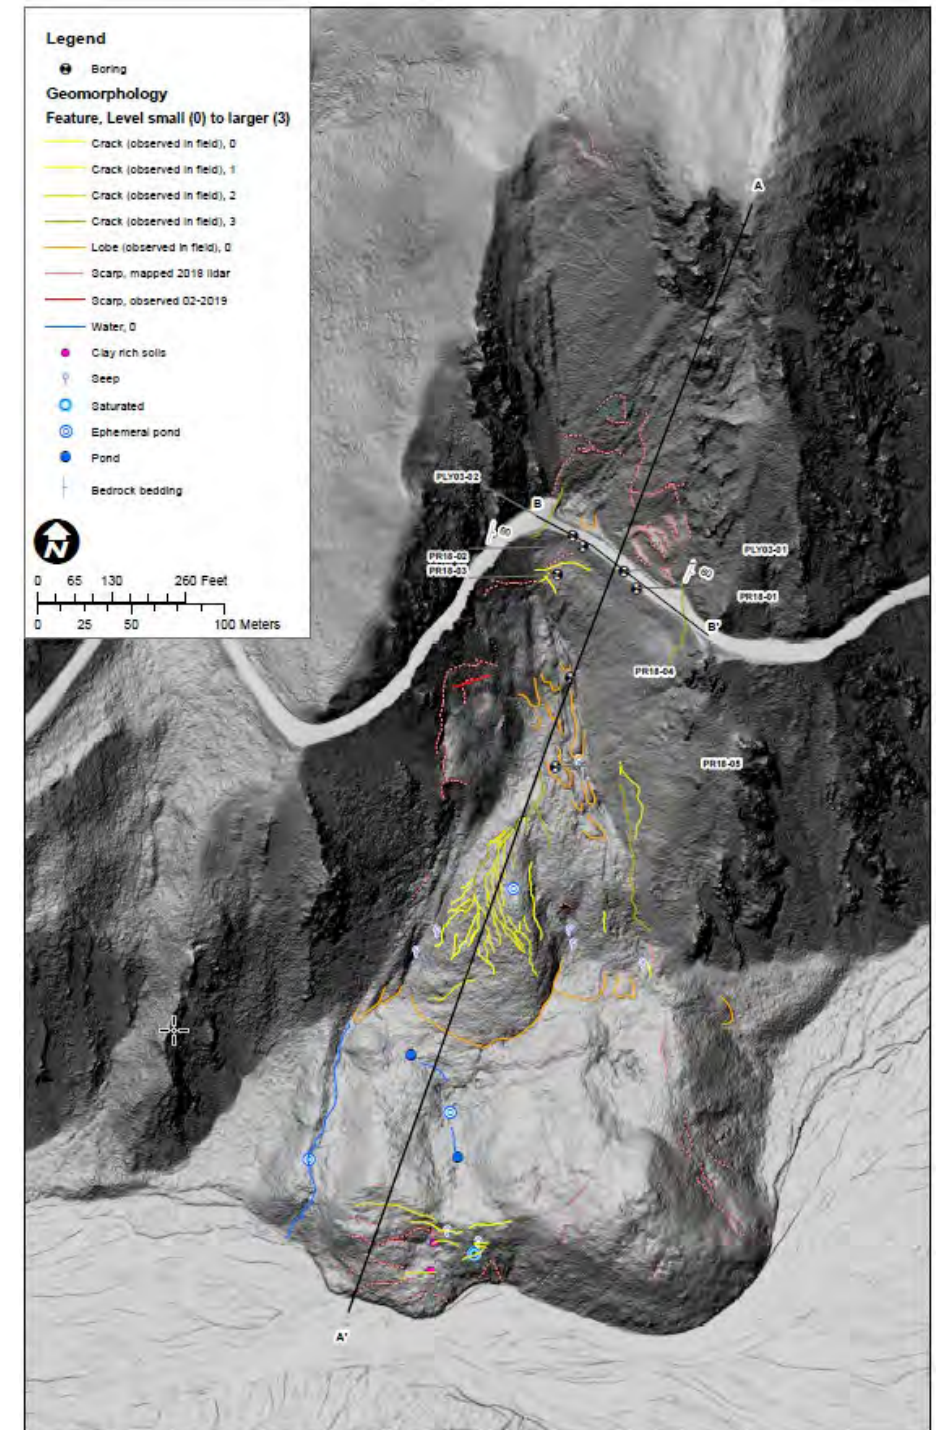 Legend
Boring
Geomorphology
Feature, Level small (0) to larger (3)
Crack (observed in field), 0
Crack (observed in field), 1
Crack (observed in field), 2
Crack (observed in field), 3
Lobe (observed in field), 0
Scarp, mapped 2018 lidar
Scarp, observed 02-2019
Water, 0
Clay rich soils
Seep
Saturated
Ephemeral pond
Pond
Bedrock bedding
N
0 65 130 260 Feet
0 25 50 100 Meters
A
PLY03-02
B
60
PR18-02
PR18-03
PLY03-01
60
PR18-01
B'
PR18-04
PR18-05
A'